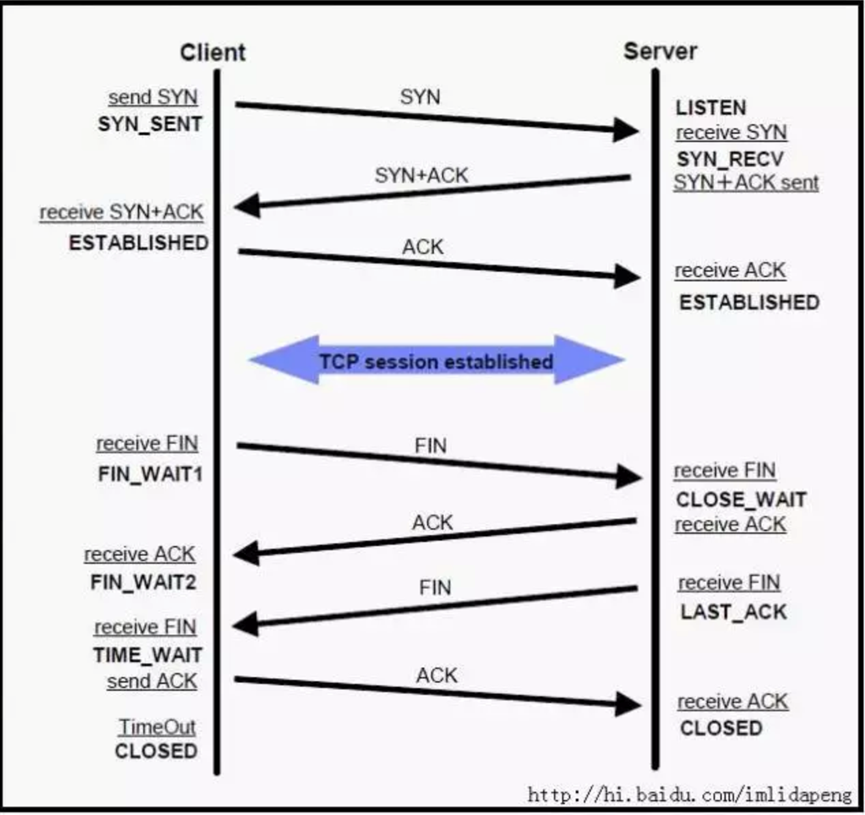 Client
Server
send SYN
SYN
SYN_SENT
LISTEN
receive SYN
SYN_RECV
SYN+ACK
SYN+ACK sent
receive SYN+ACK
ESTABLISHED
ACK
receive ACK
ESTABLISHED
TCP session established
receive FIN
FIN
FIN_WAIT1
receive FIN
CLOSE_WAIT
ACK
receive ACK
receive ACK
FIN_WAIT2
FIN
receive FIN
LAST_ACK
receive FIN
TIME_WAIT
send ACK
ACK
receive ACK
CLOSED
TimeOut
CLOSED
http://hi.baidu.com/imlidapeng